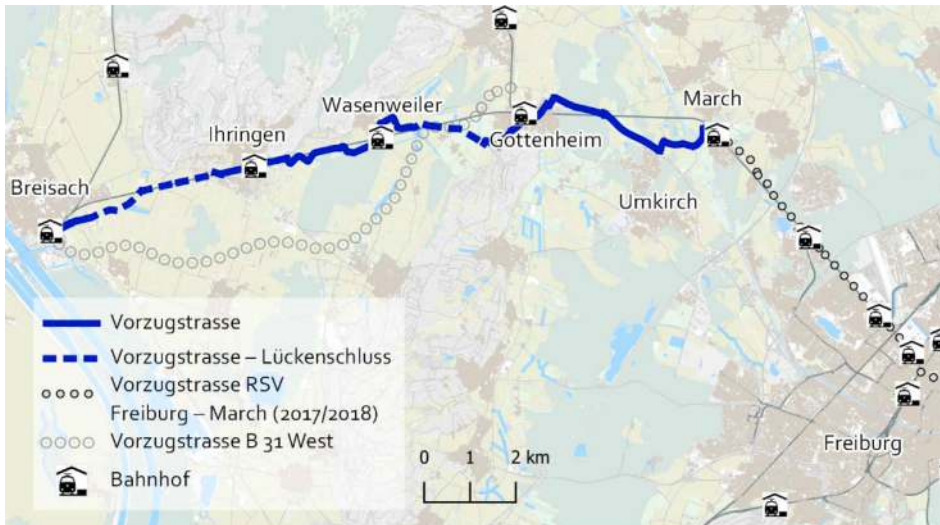 Wasenweiler
March
Ihringen
Gottenheim
Breisach
Umkirch
Vorzugstrasse
Vorzugstrasse – Lückenschluss
Vorzugstrasse RSV
Freiburg – March (2017/2018)
Vorzugstrasse B 31 West
Bahnhof
0 1 2 km
Freiburg